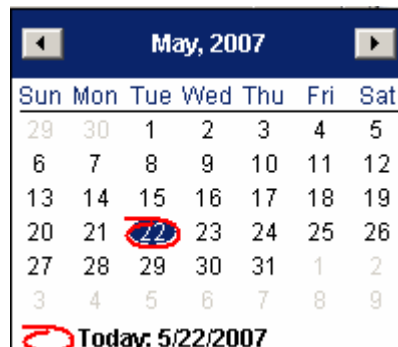 May, 2007
Sun Mon Tue Wed Thu Fri Sat
29 30 1 2 3 4 5
6 7 8 9 10 11 12
13 14 15 16 17 18 19
20 21 22 23 24 25 26
27 28 29 30 31 1 2
3 4 5 6 7 8 9
Today: 5/22/2007